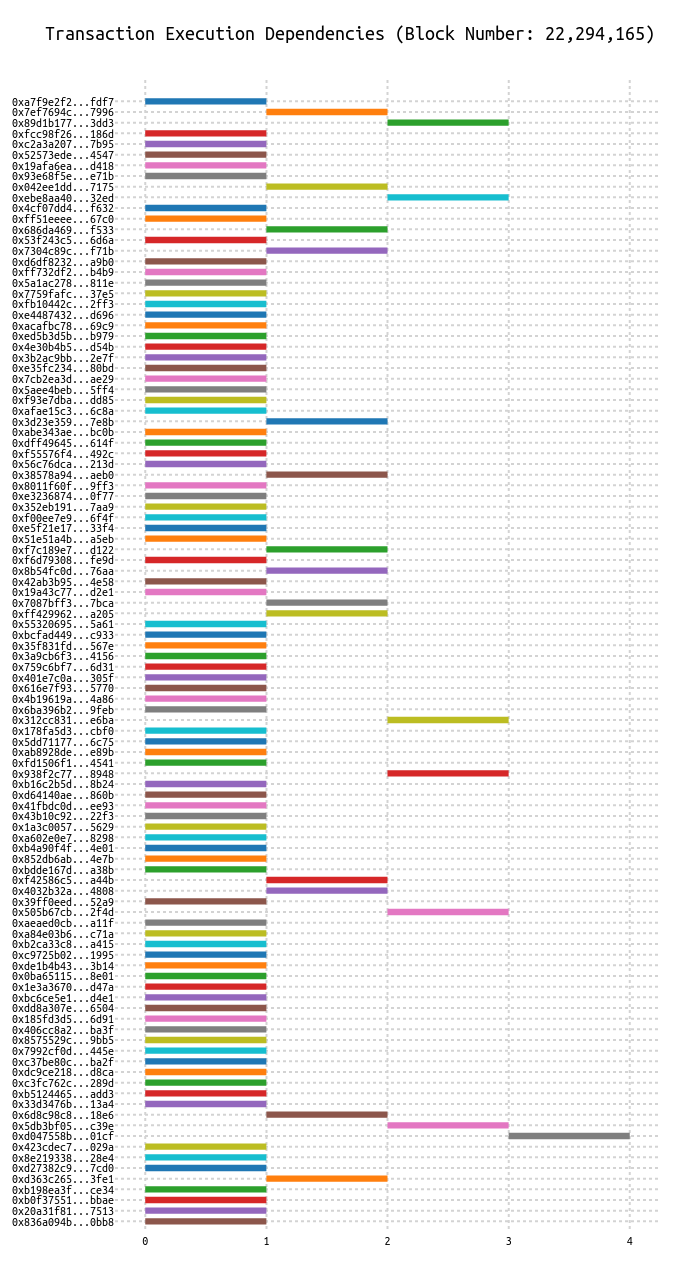 Transaction Execution Dependencies (Block Number: 22,294,165)
0xa7f9e2f2...fdf7
0x7ef7694c...7996
0x89d1b177...3dd3
0xfcc98f26...186d
0xc2a3a207...7b95
0x52573ede...4547
0x19afa6ea...d418
0x93e68f5e...e71b
0x042ee1dd...7175
0xebe8aa40...32ed
0x4cf07dd4...f632
0xff51eeee...67c0
0x686da469...f533
0x53f243c5...6d6a
0x7304c89c...f71b
0xd6df8232...a9b0
0xff732df2...b4b9
0x5a1ac278...811e
0x7759fafc...37e5
0xfb10442c...2ff3
0xe4487432...d696
0xacafbc78...69c9
0xed5b3d5b...b979
0x4e30b4b5...d54b
0x3b2ac9bb...2e7f
0xe35fc234...80bd
0x7cb2ea3d...ae29
0x5aee4beb...5ff4
0xf93e7dba...dd85
0xafae15c3...6c8a
0x3d23e359...7e8b
0xabe343ae...bc0b
0xdff49645...614f
0xf55576f4...492c
0x56c76dca...213d
0x38578a94...aeb0
0x8011f60f...9ff3
0xe3236874...0f77
0x352eb191...7aa9
0xf00ee7e9...6f4f
0xe5f21e17...33f4
0x51e51a4b...a5eb
0xf7c189e7...d122
0xf6d79308...fe9d
0x8b54fc0d...76aa
0x42ab3b95...4e58
0x19a43c77...d2e1
0x7087bff3...7bca
0xff429962...a205
0x55320695...5a61
0xbcfad449...c933
0x35f831fd...567e
0x3a9cb6f3...4156
0x759c6bf7...6d31
0x401e7c0a...305f
0x616e7f93...5770
0x4b19619a...4a86
0x6ba396b2...9feb
0x312cc831...e6ba
0x178fa5d3...cbf0
0x5dd71177...6c75
0xab8928de...e89b
0xfd1506f1...4541
0x938f2c77...8948
0xb16c2b5d...8b24
0xd64140ae...860b
0x41fbdc0d...ee93
0x43b10c92...22f3
0x1a3c0057...5629
0xa602e0e7...8298
0xb4a90f4f...4e01
0x852db6ab...4e7b
0xbdde167d...a38b
0xf42586c5...a44b
0x4032b32a...4808
0x39ff0eed...52a9
0x505b67cb...2f4d
0xaeaed0cb...a11f
0xa84e03b6...c71a
0xb2ca33c8...a415
0xc9725b02...1995
0xde1b4b43...3b14
0x0ba65115...8e01
0x1e3a3670...d47a
0xbc6ce5e1...d4e1
0xdd8a307e...6504
0x185fd3d5...6d91
0x406cc8a2...ba3f
0x8575529c...9bb5
0x7992cf0d...445e
0xc37be80c...ba2f
0xdc9ce218...d8ca
0xc3fc762c...289d
0xb5124465...add3
0x33d3476b...13a4
0x6d8c98c8...18e6
0x5db3bf05...c39e
0xd047558b...01cf
0x423cdec7...029a
0x8e219338...28e4
0xd27382c9...7cd0
0xd363c265...3fe1
0xb198ea3f...ce34
0xb0f37551...bbae
0x20a31f81...7513
0x836a094b...0bb8
0 1 2 3 4